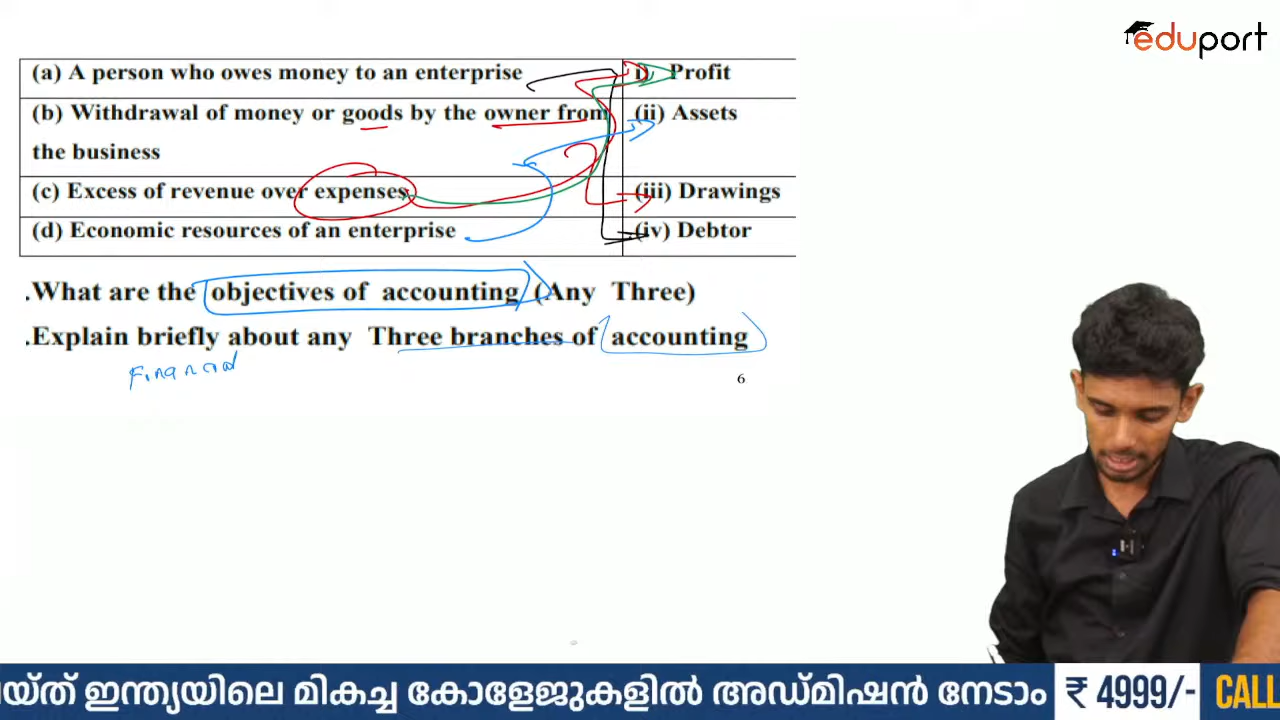 eduport
(a) A person who owes money to an enterprise i) Profit
(b) Withdrawal of money or goods by the owner from (ii) Assets
the business
(c) Excess of revenue over expenses (iii) Drawings
(d) Economic resources of an enterprise (iv) Debtor
.What are the objectives of accounting (Any Three)
.Explain briefly about any Three branches of accounting
Financial
6
യ്ത് ഇന്ത്യയിലെ മികച്ച കോളേജുകളിൽ അഡ്മിഷൻ നേടാം ₹ 4999/- CALL